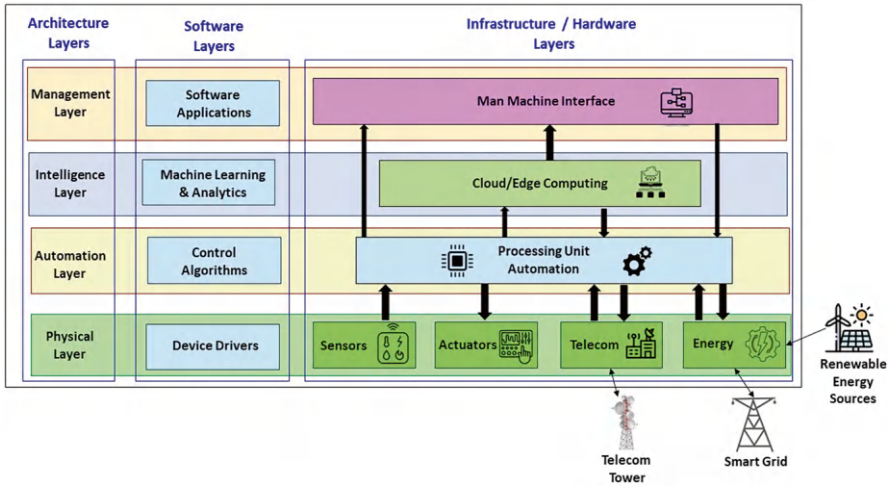 Architecture
Layers
Software
Layers
Infrastructure / Hardware
Layers
Management
Layer
Software
Applications
Man Machine Interface
Intelligence
Layer
Machine Learning
& Analytics
Cloud/Edge Computing
Automation
Layer
Control
Algorithms
Processing Unit
Automation
Physical
Layer
Device Drivers
Sensors
Actuators
Telecom
Energy
Renewable
Energy
Sources
Telecom
Tower
Smart Grid